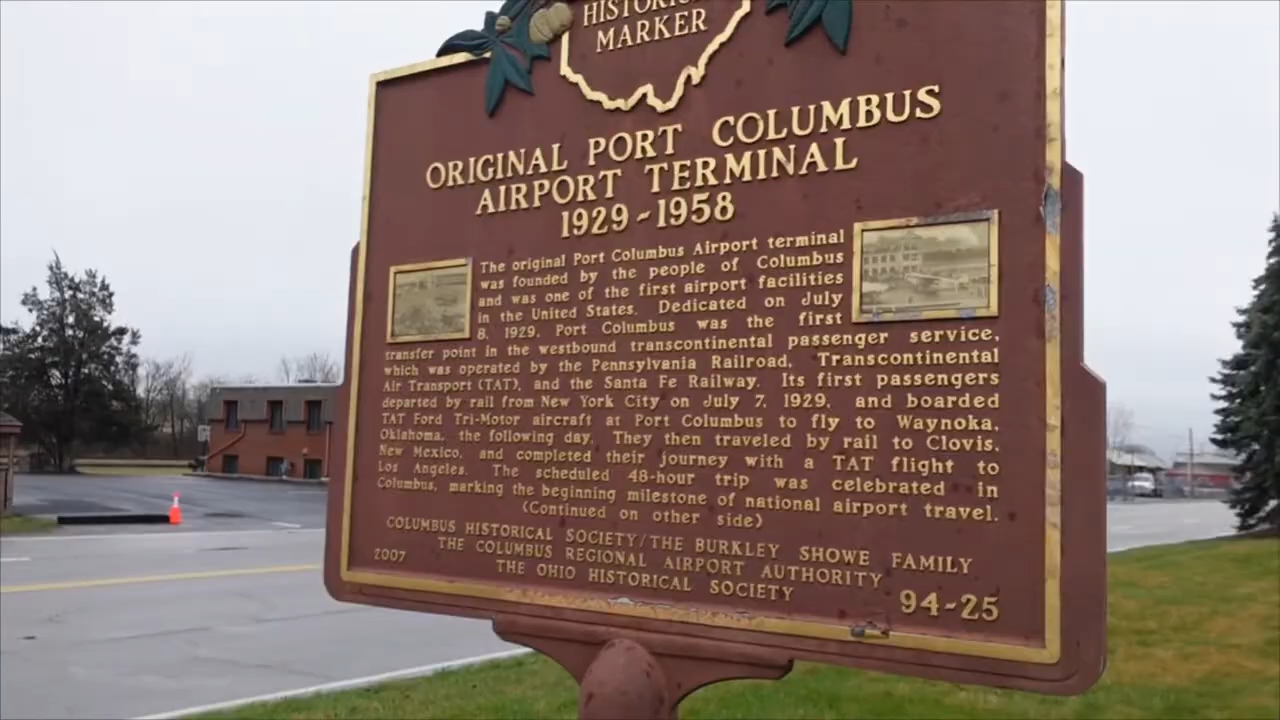 MARKER
ORIGINAL PORT COLUMBUS
AIRPORT TERMINAL
1929-1958
The original Port Columbus Airport terminal
was founded by the people of Columbus
and was one of the first airport facilities
in the United States. Dedicated on July
8, 1929, Port Columbus was the first
transfer point in the westbound transcontinental passenger service,
which was operated by the Pennsylvania Railroad, Transcontinental
Air Transport (TAT), and the Santa Fe Railway. Its first passengers
departed by rail from New York City on July 7, 1929, and boarded
TAT Ford Tri-Motor aircraft at Port Columbus to fly to Waynoka,
Oklahoma, the following day. They then traveled by rail to Clovis,
New Mexico, and completed their journey with a TAT flight to
Los Angeles. The scheduled 48-hour trip was celebrated in
Columbus, marking the beginning milestone of national airport travel.
(Continued on other side)
COLUMBUS HISTORICAL SOCIETY/THE BURKLEY SHOWE FAMILY
THE COLUMBUS REGIONAL AIRPORT AUTHORITY
THE OHIO HISTORICAL SOCIETY
2007
94-25